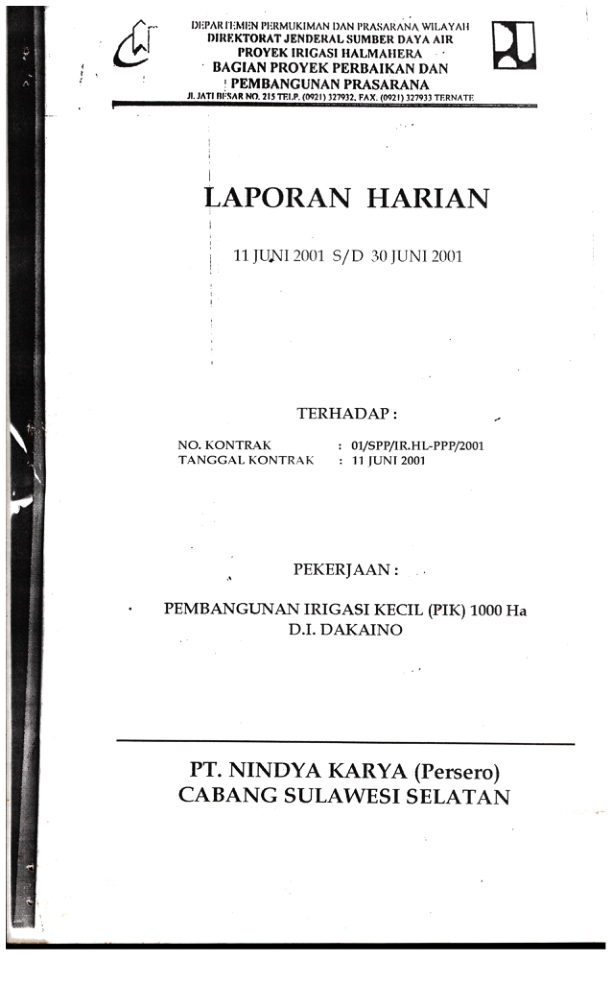 DEPARTEMEN PERMUKIMAN DAN PRASARANA WILAYAH
DIREKTORAT JENDERAL SUMBER DAYA AIR
PROYEK IRIGASI HALMAHERA
BAGIAN PROYEK PERBAIKAN DAN
PEMBANGUNAN PRASARANA
Jl. JATI BESAR NO. 215 TELP. (0921) 327932, FAX. (0921) 327933 TERNATE
LAPORAN HARIAN
11 JUNI 2001 S/D 30 JUNI 2001
TERHADAP :
NO. KONTRAK : 01/SPP/IR.HL-PPP/2001
TANGGAL KONTRAK : 11 JUNI 2001
PEKERJAAN :
PEMBANGUNAN IRIGASI KECIL (PIK) 1000 Ha
D.I. DAKAINO
PT. NINDYA KARYA (Persero)
CABANG SULAWESI SELATAN